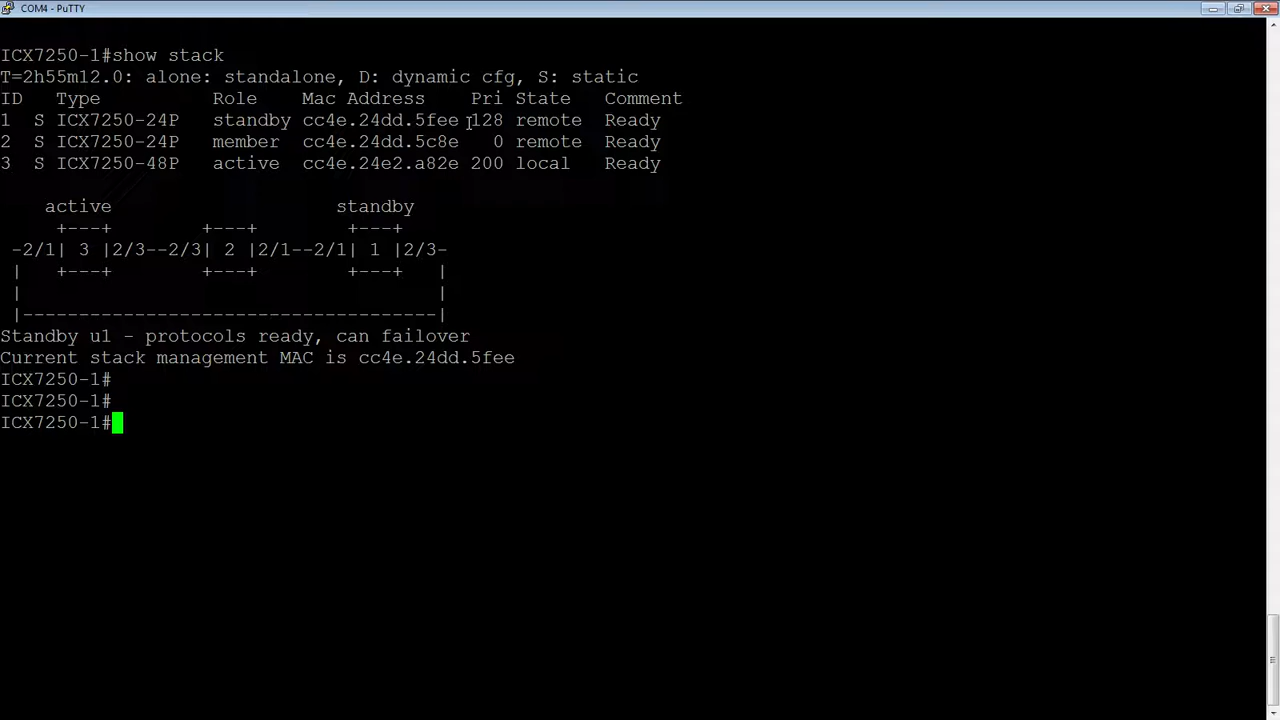 COM4 - PuTTY
ICX7250-1#show stack
T=2h55m12.0: alone: standalone, D: dynamic cfg, S: static
ID  S Type          Role    Mac Address    Pri State   Comment
1   S ICX7250-24P   standby cc4e.24dd.5fee 128 remote  Ready
2   S ICX7250-24P   member  cc4e.24dd.5c8e   0 remote  Ready
3   S ICX7250-48P   active  cc4e.24e2.a82e 200 local   Ready
    active                    standby
     +---+        +---+        +---+
 -2/1| 3 |2/3--2/3| 2 |2/1--2/1| 1 |2/3-
 |   +---+        +---+        +---+   |
 |                                     |
 |-------------------------------------|
Standby u1 - protocols ready, can failover
Current stack management MAC is cc4e.24dd.5fee
ICX7250-1#
ICX7250-1#
ICX7250-1#